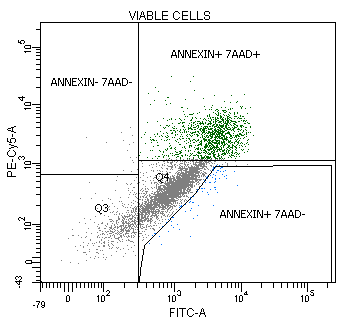 VIABLE CELLS
ANNEXIN+ 7AAD+
ANNEXIN- 7AAD-
Q4
Q3
ANNEXIN+ 7AAD-
PE-Cy5-A
10^5
10^4
10^3
10^2
0
-43
-79
0
10^2
10^3
10^4
10^5
FITC-A